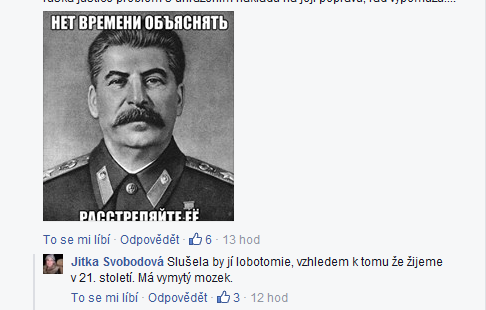 НЕТ ВРЕМЕНИ ОБЪЯСНЯТЬ
РАССТРЕЛЯЙТЕ ЕЁ
To se mi líbí · Odpovědět · 6 · 13 hod
Jitka Svobodová Slušela by jí lobotomie, vzhledem k tomu že žijeme
v 21. století. Má vymytý mozek.
To se mi líbí · Odpovědět · 3 · 12 hod